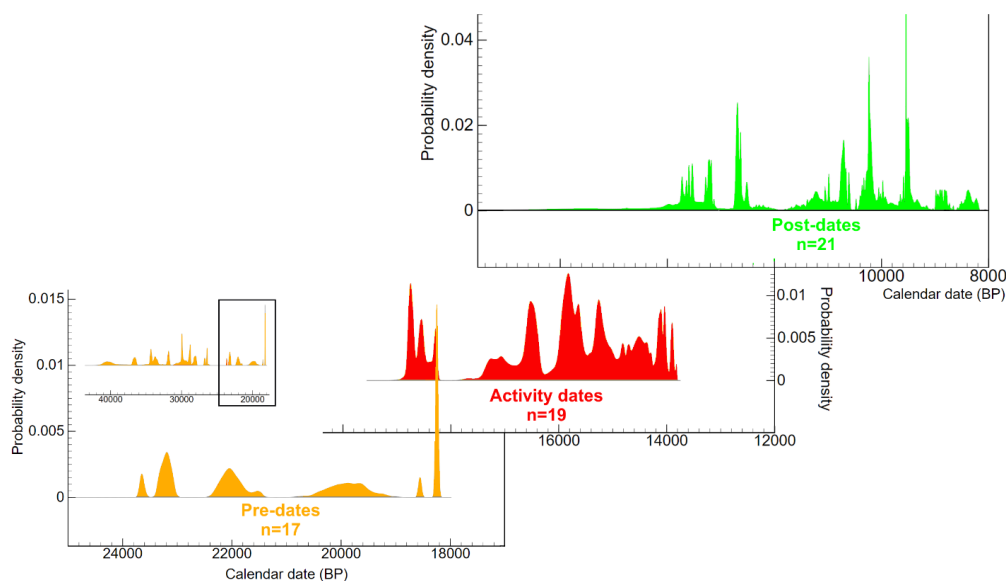 0.04
0.02
0
Probability density
Post-dates
n=21
10000
8000
Calendar date (BP)
0.015
0.01
0.005
0
Probability density
40000
30000
20000
0.01
0.005
0
Probability density
Activity dates
n=19
16000
14000
12000
Pre-dates
n=17
24000
22000
20000
18000
Calendar date (BP)